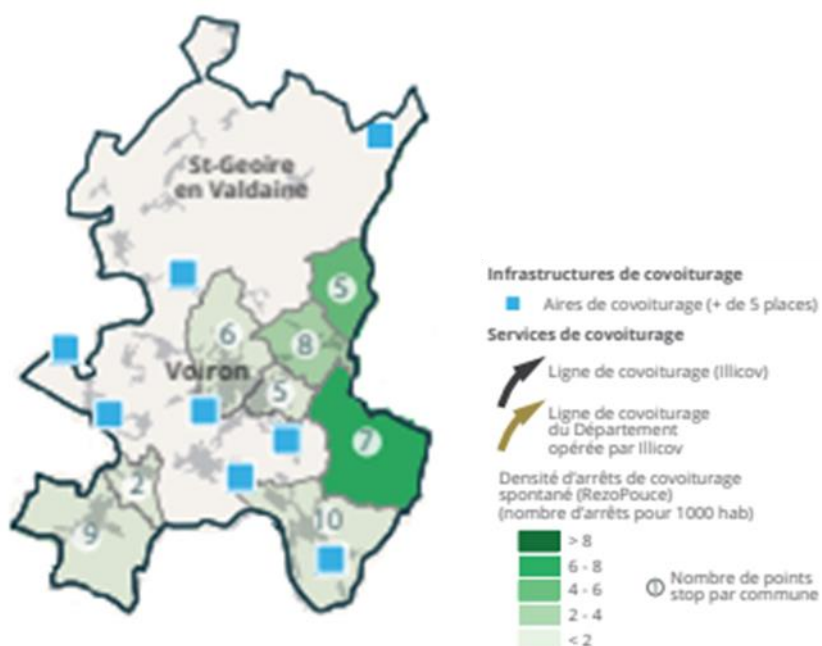 St-Geoire
en Valdaine
5
6
8
Voiron
5
7
2
9
10
Infrastructures de covoiturage
Aires de covoiturage (+ de 5 places)
Services de covoiturage
Ligne de covoiturage (Illicov)
Ligne de covoiturage
du Département
opérée par Illicov
Densité d'arrêts de covoiturage
spontané (RezoPouce)
(nombre d'arrêts pour 1000 hab)
> 8
6 - 8
4 - 6
2 - 4
< 2
1 Nombre de points
stop par commune